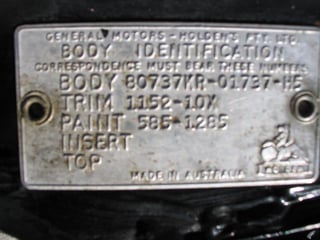 GENERAL MOTORS - HOLDEN'S PTY. LTD.
BODY IDENTIFICATION
CORRESPONDENCE MUST BEAR THESE NUMBERS
BODY 80737KR-01737-H5
TRIM 1152-10X
PAINT 585-1285
INSERT
TOP
MADE IN AUSTRALIA